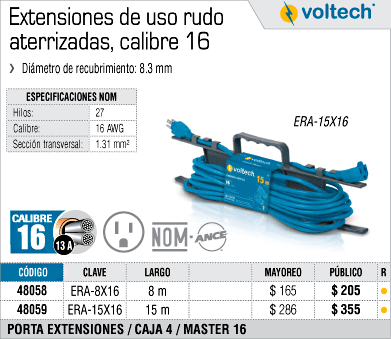 Extensiones de uso rudo
aterrizadas, calibre 16
voltech
❯ Diámetro de recubrimiento: 8.3 mm
ESPECIFICACIONES NOM
Hilos: 27
Calibre: 16 AWG
Sección transversal: 1.31 mm²
ERA-15X16
voltech
15 m
CALIBRE
16
13 A
NOM-ANCE
CÓDIGO CLAVE LARGO MAYOREO PÚBLICO R
48058 ERA-8X16 8 m $ 165 $ 205
48059 ERA-15X16 15 m $ 286 $ 355
PORTA EXTENSIONES / CAJA 4 / MASTER 16